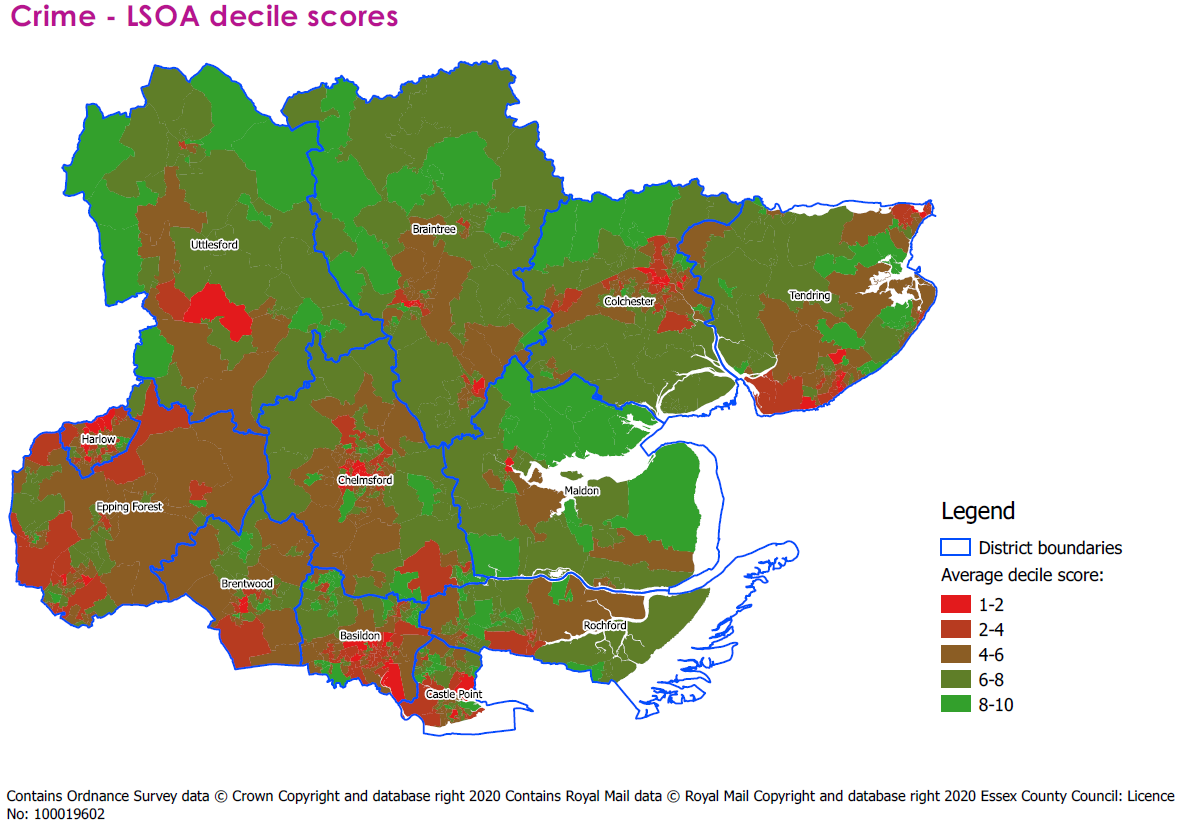 Crime - LSOA decile scores
Uttlesford
Braintree
Colchester
Tendring
Harlow
Chelmsford
Maldon
Epping Forest
Brentwood
Basildon
Rochford
Castle Point
Legend
District boundaries
Average decile score:
1-2
2-4
4-6
6-8
8-10
Contains Ordnance Survey data © Crown Copyright and database right 2020 Contains Royal Mail data © Royal Mail Copyright and database right 2020 Essex County Council: Licence
No: 100019602